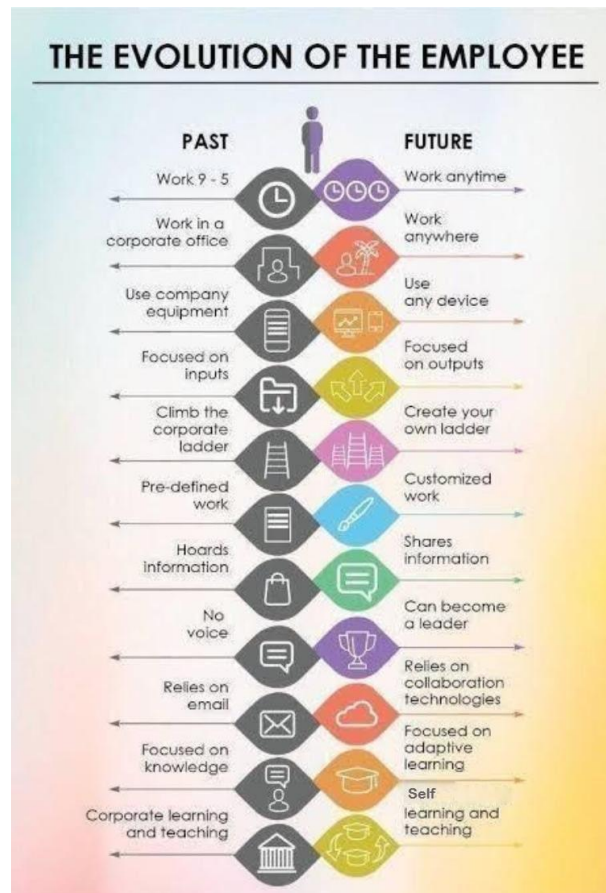 THE EVOLUTION OF THE EMPLOYEE
PAST
FUTURE
Work 9 - 5
Work anytime
Work in a
corporate office
Work
anywhere
Use company
equipment
Use
any device
Focused on
inputs
Focused
on outputs
Climb the
corporate
ladder
Create your
own ladder
Pre-defined
work
Customized
work
Hoards
information
Shares
information
No
voice
Can become
a leader
Relies on
email
Relies on
collaboration
technologies
Focused on
knowledge
Focused on
adaptive
learning
Corporate learning
and teaching
Self
learning and
teaching